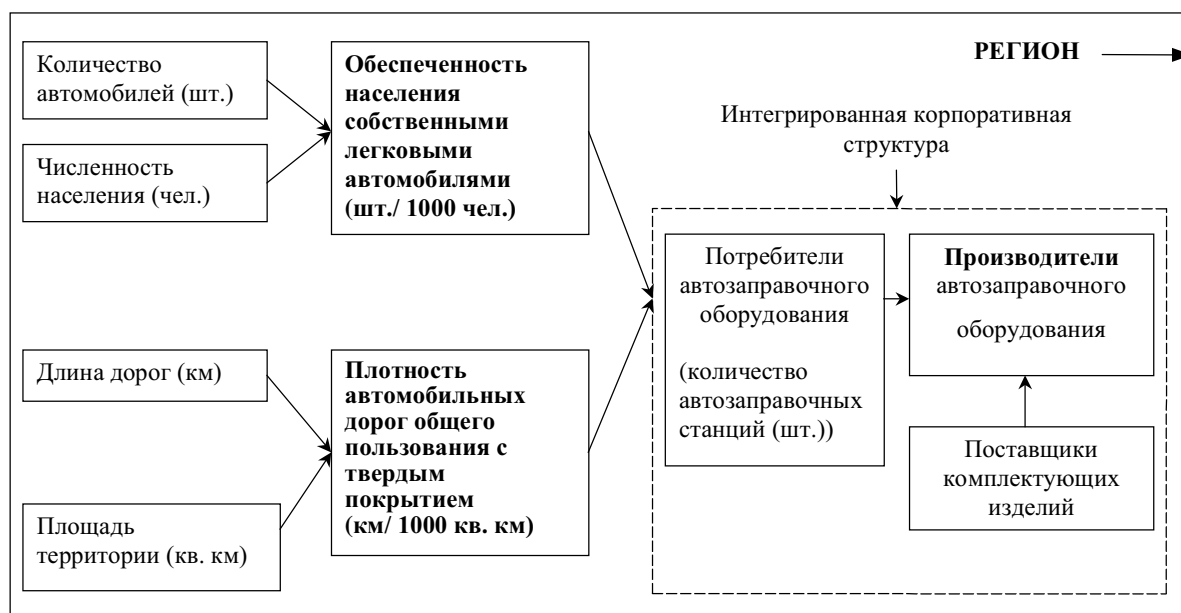 Количество
автомобилей (шт.)
Численность
населения (чел.)
Обеспеченность
населения
собственными
легковыми
автомобилями
(шт./ 1000 чел.)
РЕГИОН
Интегрированная корпоративная
структура
Потребители
автозаправочного
оборудования
(количество
автозаправочных
станций (шт.))
Производители
автозаправочного
оборудования
Поставщики
комплектующих
изделий
Длина дорог (км)
Площадь
территории (кв. км)
Плотность
автомобильных
дорог общего
пользования с
твердым
покрытием
(км/ 1000 кв. км)